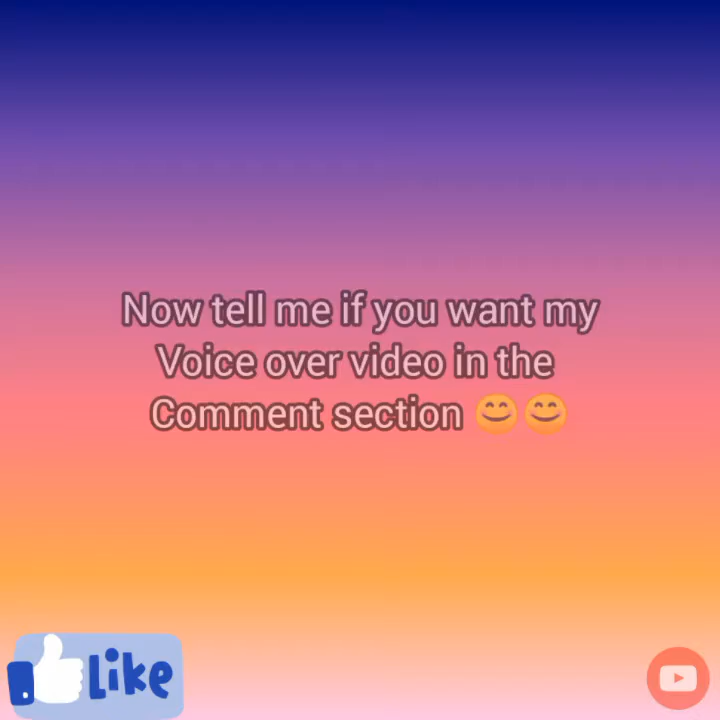 Now tell me if you want my
Voice over video in the
Comment section 😊😊
Like